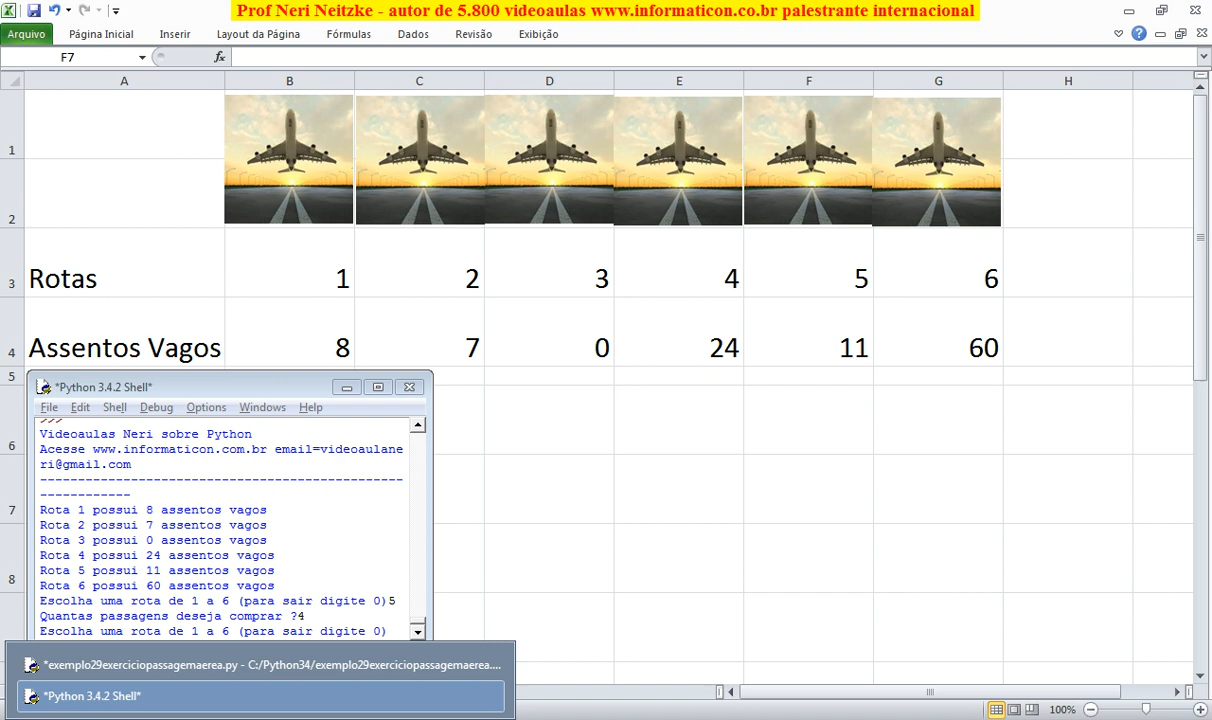 Prof Neri Neitzke - autor de 5.800 videoaulas www.informaticon.co.br palestrante internacional
Arquivo Página Inicial Inserir Layout da Página Fórmulas Dados Revisão Exibição
F7 fx
A B C D E F G H
1
2
3 Rotas 1 2 3 4 5 6
4 Assentos Vagos 8 7 0 24 11 60
5
*Python 3.4.2 Shell*
File Edit Shell Debug Options Windows Help
>>>
Videoaulas Neri sobre Python
Acesse www.informaticon.com.br email=videoaulane
ri@gmail.com
------------------------------------------------
------------
Rota 1 possui 8 assentos vagos
Rota 2 possui 7 assentos vagos
Rota 3 possui 0 assentos vagos
Rota 4 possui 24 assentos vagos
Rota 5 possui 11 assentos vagos
Rota 6 possui 60 assentos vagos
Escolha uma rota de 1 a 6 (para sair digite 0)5
Quantas passagens deseja comprar ?4
Escolha uma rota de 1 a 6 (para sair digite 0)
6
7
8
*exemplo29exerciciopassagemaerea.py - C:/Python34/exemplo29exerciciopassagemaerea....
*Python 3.4.2 Shell*
100%